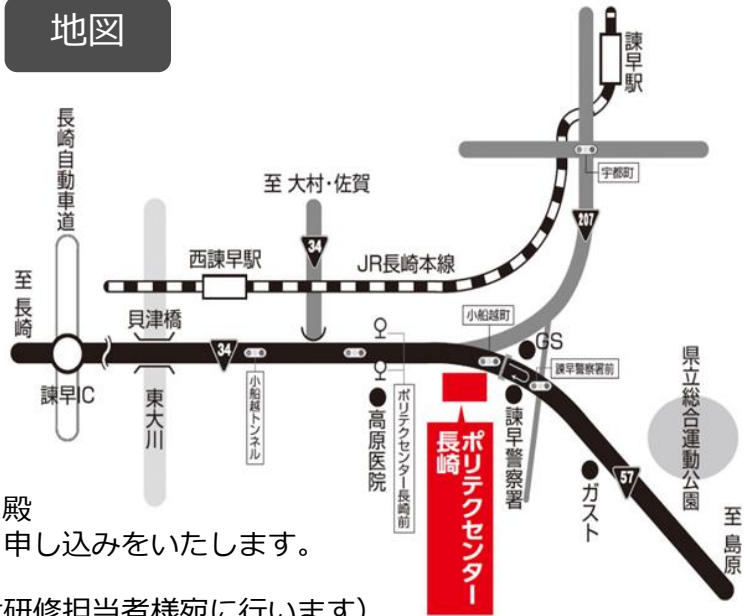 地図
諫早駅
長崎自動車道
宇都町
至 大村・佐賀
207
34
西諫早駅
JR長崎本線
至 長崎
貝津橋
小船越町
GS
34
諫早警察署前
諫早IC
東大川
小船越トンネル
高原医院
ポリテクセンター長崎前
ポリテクセンター
長崎
諫早警察署
県立総合運動公園
ガスト
57
至 島原
殿
申し込みをいたします。
研修担当者様宛に行います)